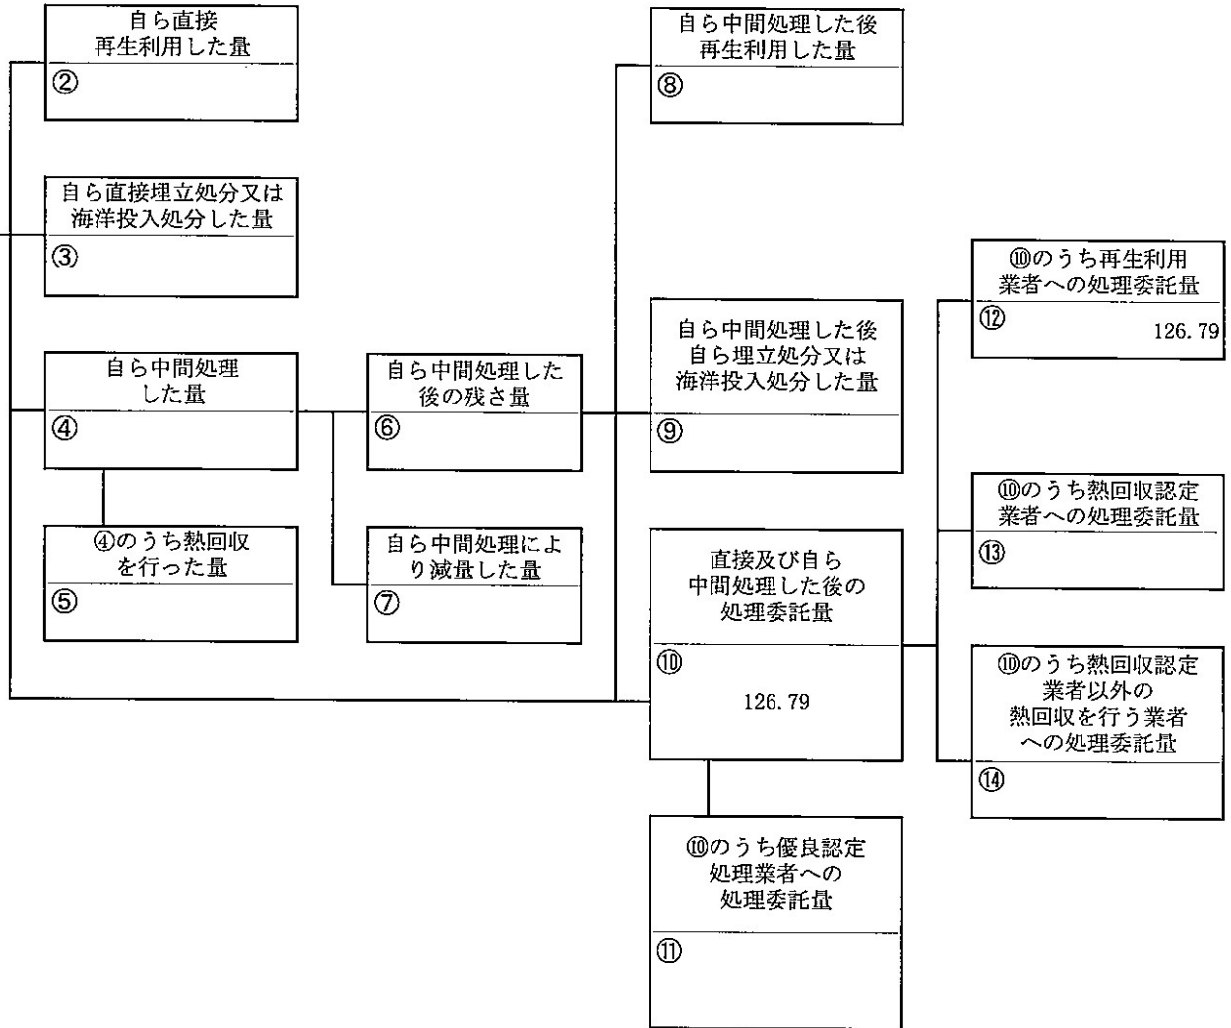 自ら直接
再生利用した量
②
自ら直接埋立処分又は
海洋投入処分した量
③
自ら中間処理
した量
④
④のうち熱回収
を行った量
⑤
自ら中間処理した
後の残さ量
⑥
自ら中間処理によ
り減量した量
⑦
自ら中間処理した後
再生利用した量
⑧
自ら中間処理した後
自ら埋立処分又は
海洋投入処分した量
⑨
直接及び自ら
中間処理した後の
処理委託量
⑩
126.79
⑩のうち優良認定
処理業者への
処理委託量
⑪
⑩のうち再生利用
業者への処理委託量
⑫
126.79
⑩のうち熱回収認定
業者への処理委託量
⑬
⑩のうち熱回収認定
業者以外の
熱回収を行う業者
への処理委託量
⑭